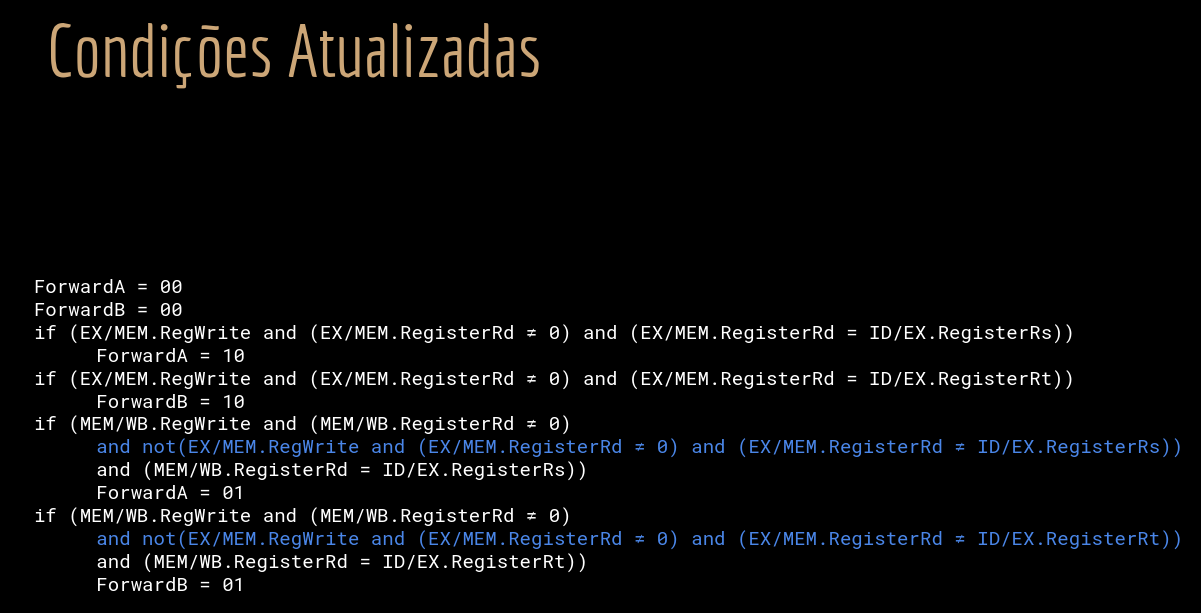 Condições Atualizadas
ForwardA = 00
ForwardB = 00
if (EX/MEM.RegWrite and (EX/MEM.RegisterRd ≠ 0) and (EX/MEM.RegisterRd = ID/EX.RegisterRs))
ForwardA = 10
if (EX/MEM.RegWrite and (EX/MEM.RegisterRd ≠ 0) and (EX/MEM.RegisterRd = ID/EX.RegisterRt))
ForwardB = 10
if (MEM/WB.RegWrite and (MEM/WB.RegisterRd ≠ 0)
and not(EX/MEM.RegWrite and (EX/MEM.RegisterRd ≠ 0) and (EX/MEM.RegisterRd ≠ ID/EX.RegisterRs))
and (MEM/WB.RegisterRd = ID/EX.RegisterRs))
ForwardA = 01
if (MEM/WB.RegWrite and (MEM/WB.RegisterRd ≠ 0)
and not(EX/MEM.RegWrite and (EX/MEM.RegisterRd ≠ 0) and (EX/MEM.RegisterRd ≠ ID/EX.RegisterRt))
and (MEM/WB.RegisterRd = ID/EX.RegisterRt))
ForwardB = 01